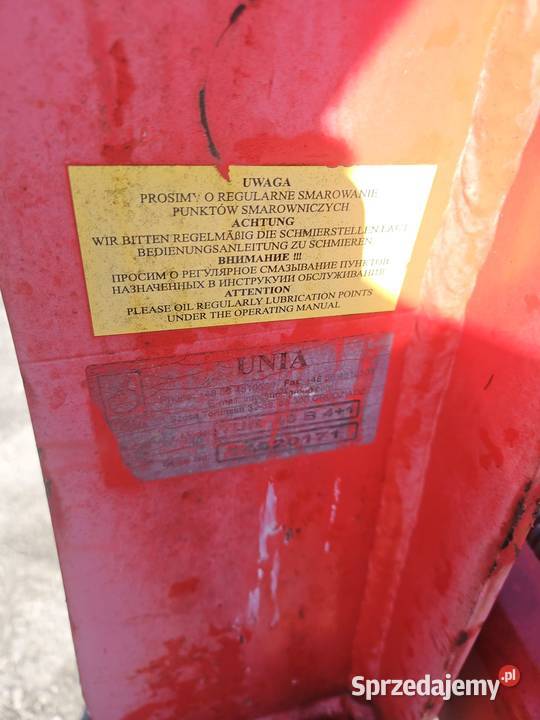 UWAGA
PROSIMY O REGULARNE SMAROWANIE
PUNKTÓW SMAROWNICZYCH
ACHTUNG
WIR BITTEN REGELMÄßIG DIE SCHMIERSTELLEN LAUT
BEDIENUNGSANLEITUNG ZU SCHMIEREN
ВНИМАНИЕ !!!
ПРОСИМ О РЕГУЛЯРНОЕ СМАЗЫВАНИЕ ПУНКТОВ
НАЗНАЧЕННЫХ В ИНСТРУКУИИ ОБСЛУЖИВАНИЯ
ATTENTION
PLEASE OIL REGULARLY LUBRICATION POINTS
UNDER THE OPERATING MANUAL
UNIA
B 4+1
Sprzedajemy.pl